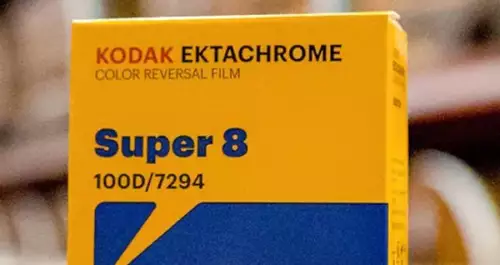 KODAK EKTACHROME
COLOR REVERSAL FILM
Super 8
100D/7294